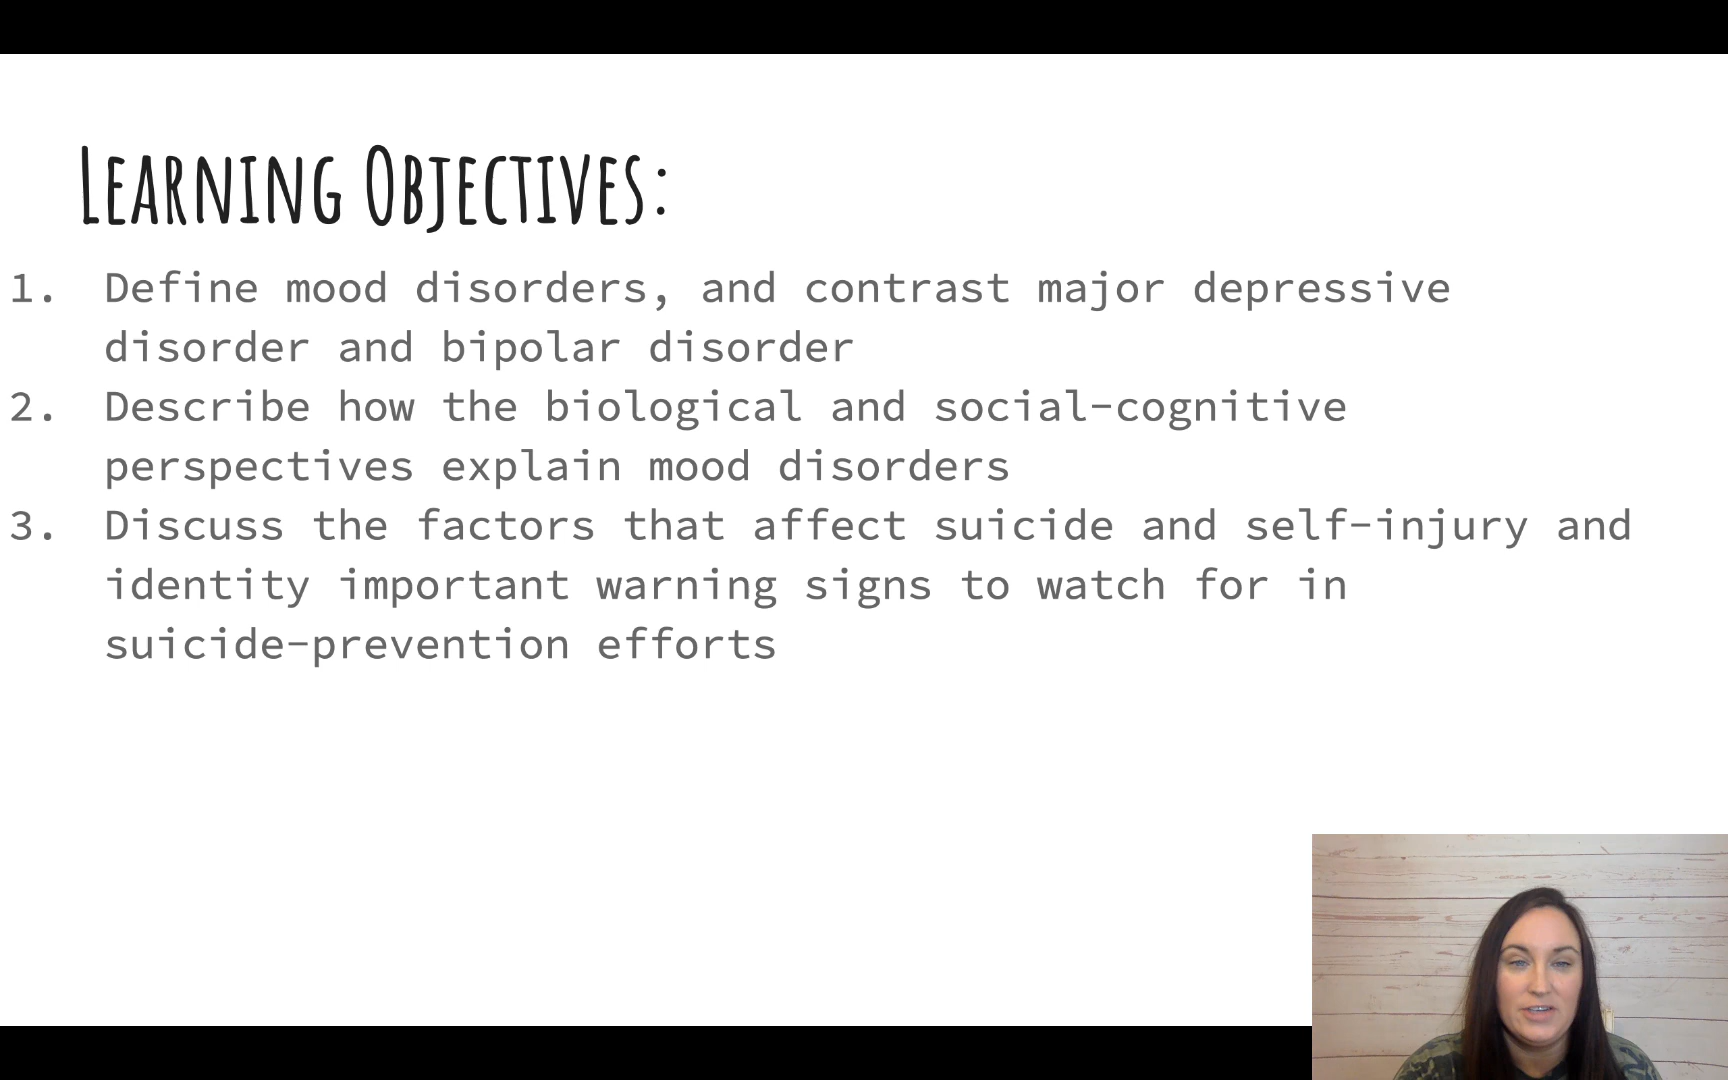 Learning Objectives:
1. Define mood disorders, and contrast major depressive
disorder and bipolar disorder
2. Describe how the biological and social-cognitive
perspectives explain mood disorders
3. Discuss the factors that affect suicide and self-injury and
identity important warning signs to watch for in
suicide-prevention efforts